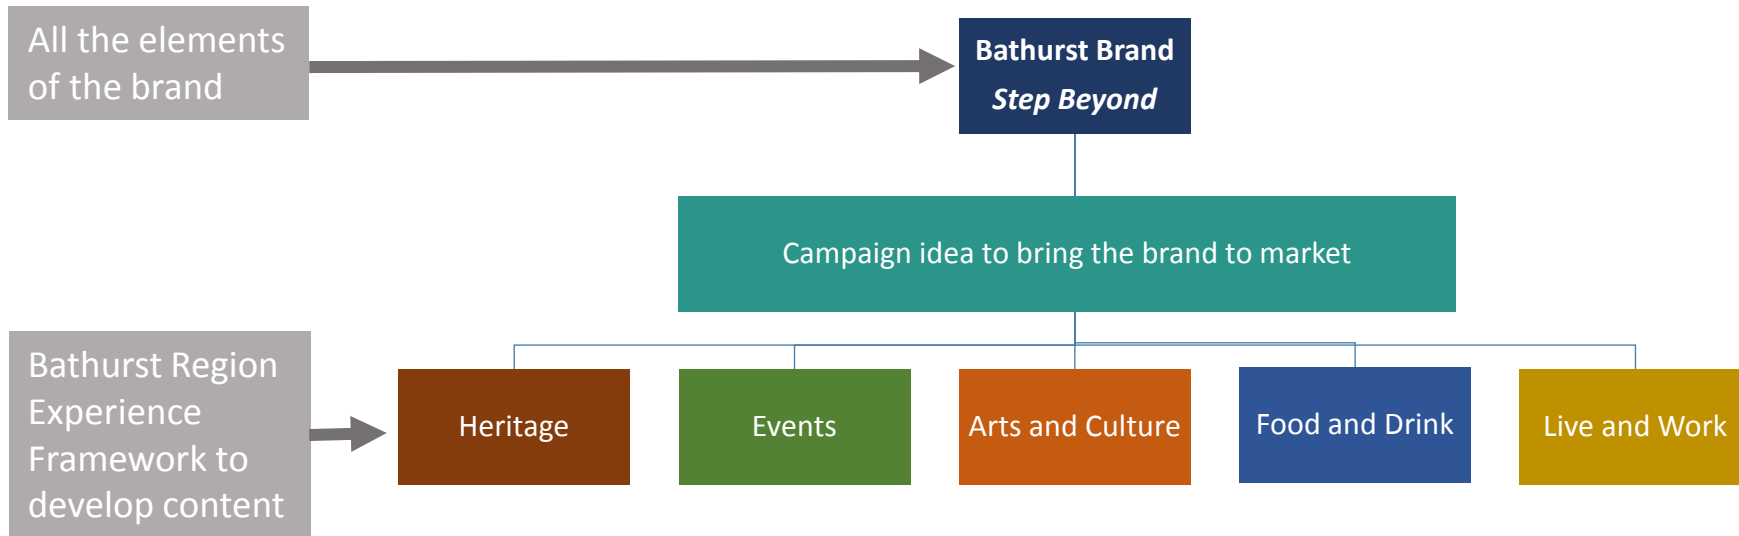 All the elements
of the brand
Bathurst Brand
Step Beyond
Campaign idea to bring the brand to market
Bathurst Region
Experience
Framework to
develop content
Heritage
Events
Arts and Culture
Food and Drink
Live and Work